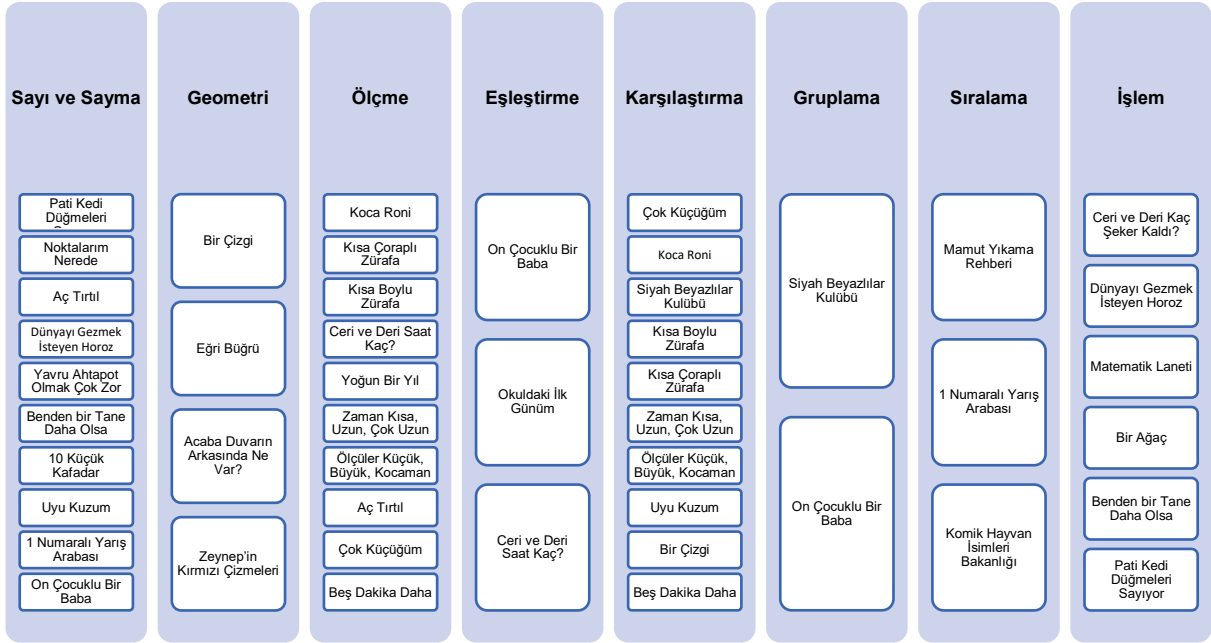 Sayı ve Sayma
Pati Kedi
Düğmeleri
Noktalarım
Nerede
Aç Tırtıl
Dünyayı Gezmek
İsteyen Horoz
Yavru Ahtapot
Olmak Çok Zor
Benden bir Tane
Daha Olsa
10 Küçük
Kafadar
Uyu Kuzum
1 Numaralı Yarış
Arabası
On Çocuklu Bir
Baba
Geometri
Bir Çizgi
Eğri Büğrü
Acaba Duvarın
Arkasında Ne
Var?
Zeynep'in
Kırmızı Çizmeleri
Ölçme
Koca Roni
Kısa Çoraplı
Zürafa
Kısa Boylu
Zürafa
Ceri ve Deri Saat
Kaç?
Yoğun Bir Yıl
Zaman Kısa,
Uzun, Çok Uzun
Ölçüler Küçük,
Büyük, Kocaman
Aç Tırtıl
Çok Küçüğüm
Beş Dakika Daha
Eşleştirme
On Çocuklu Bir
Baba
Okuldaki İlk
Günüm
Ceri ve Deri
Saat Kaç?
Karşılaştırma
Çok Küçüğüm
Koca Roni
Siyah Beyazlılar
Kulübü
Kısa Boylu
Zürafa
Kısa Çoraplı
Zürafa
Zaman Kısa,
Uzun, Çok Uzun
Ölçüler Küçük,
Büyük, Kocaman
Uyu Kuzum
Bir Çizgi
Beş Dakika Daha
Gruplama
Siyah Beyazlılar
Kulübü
On Çocuklu Bir
Baba
Sıralama
Mamut Yıkama
Rehberi
1 Numaralı Yarış
Arabası
Komik Hayvan
İsimleri
Bakanlığı
İşlem
Ceri ve Deri Kaç
Şeker Kaldı?
Dünyayı Gezmek
İsteyen Horoz
Matematik Laneti
Bir Ağaç
Benden bir Tane
Daha Olsa
Pati Kedi
Düğmeleri
Sayıyor